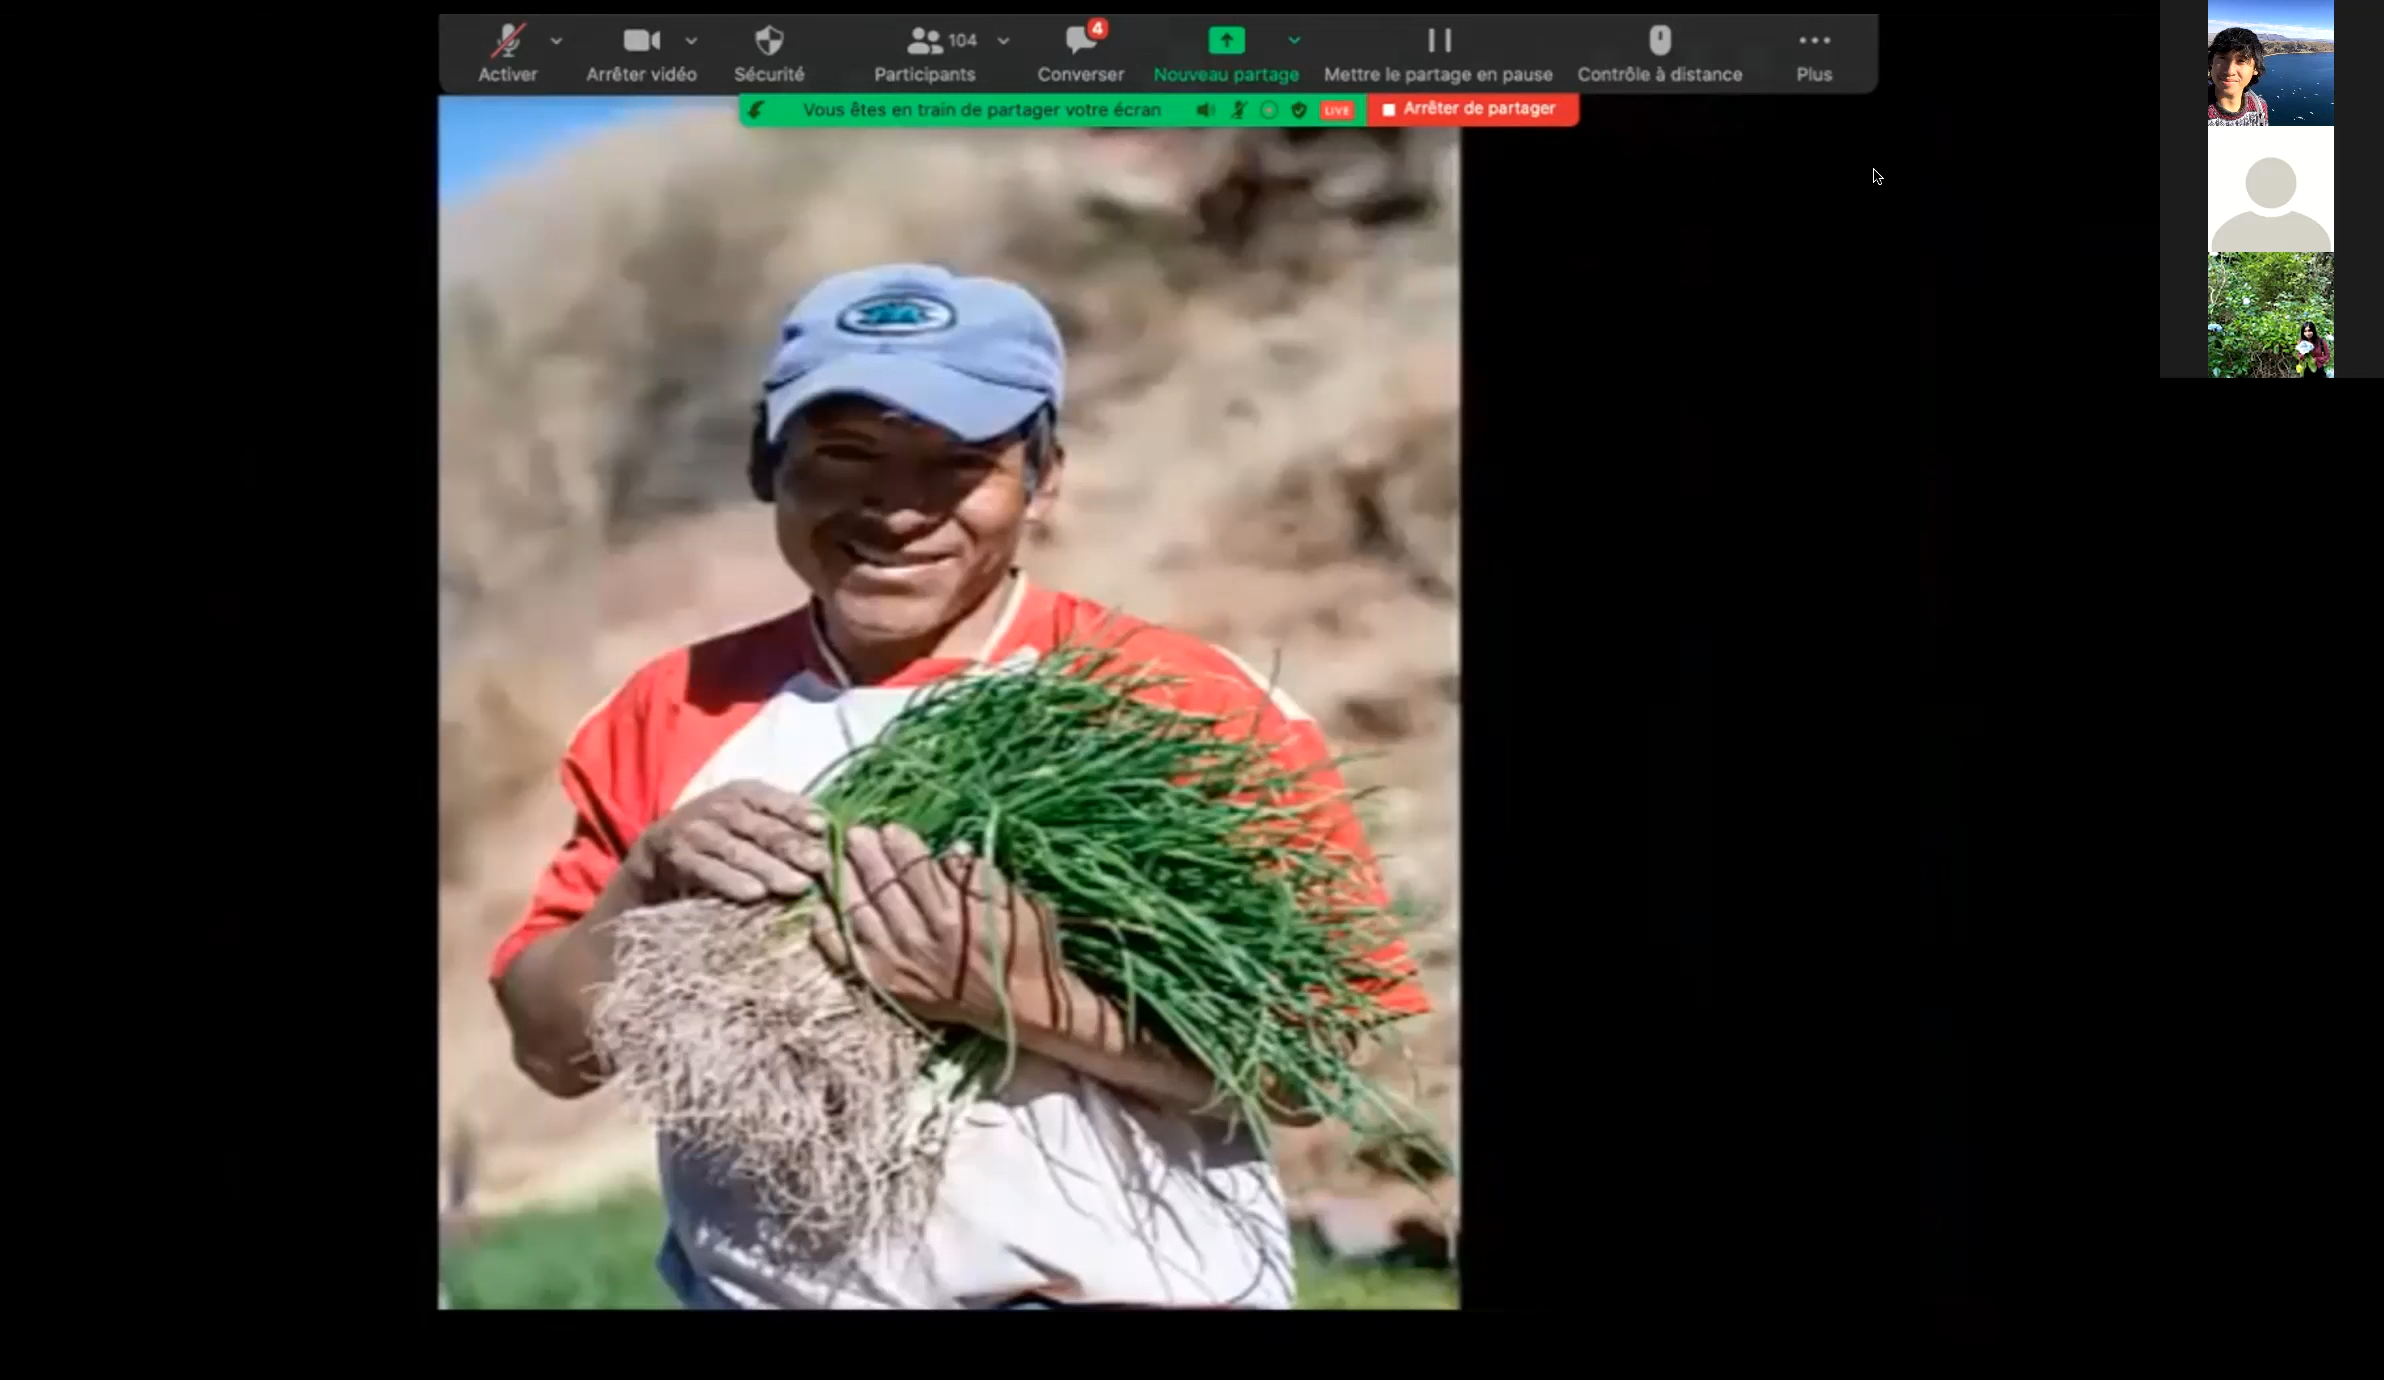 Activer
Arrêter vidéo
Sécurité
104
Participants
4
Converser
Nouveau partage
Mettre le partage en pause
Contrôle à distance
Plus
Vous êtes en train de partager votre écran
LIVE
Arrêter de partager